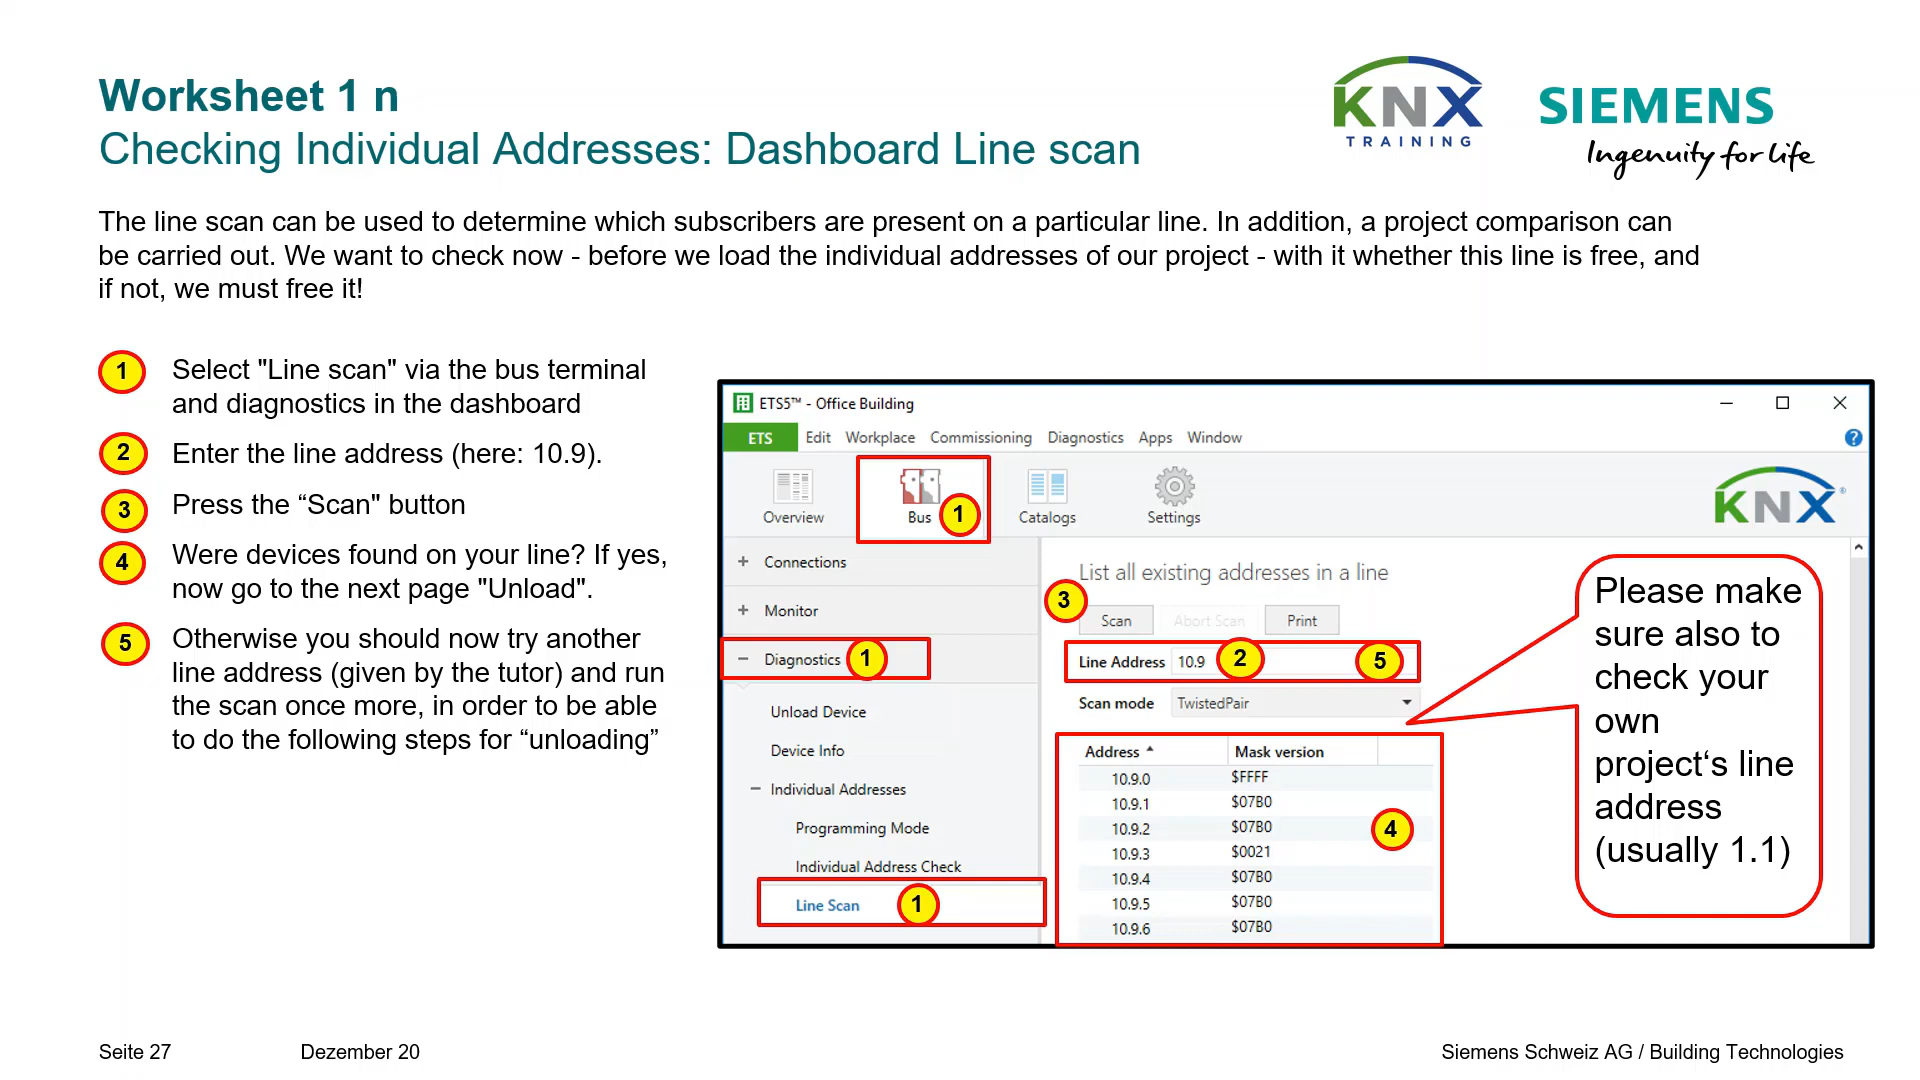 Worksheet 1 n
Checking Individual Addresses: Dashboard Line scan
KNX
TRAINING
SIEMENS
Ingenuity for life
The line scan can be used to determine which subscribers are present on a particular line. In addition, a project comparison can
be carried out. We want to check now - before we load the individual addresses of our project - with it whether this line is free, and
if not, we must free it!
1 Select "Line scan" via the bus terminal
and diagnostics in the dashboard
2 Enter the line address (here: 10.9).
3 Press the “Scan" button
4 Were devices found on your line? If yes,
now go to the next page "Unload".
5 Otherwise you should now try another
line address (given by the tutor) and run
the scan once more, in order to be able
to do the following steps for “unloading”
ETS5™ - Office Building
ETS Edit Workplace Commissioning Diagnostics Apps Window ?
Overview Bus 1 Catalogs Settings
KNX®
+ Connections
+ Monitor
− Diagnostics 1
Unload Device
Device Info
− Individual Addresses
Programming Mode
Individual Address Check
Line Scan 1
List all existing addresses in a line
3 Scan Abort Scan Print
Line Address 10.9 2 5
Scan mode TwistedPair
Address Mask version
10.9.0 $FFFF
10.9.1 $07B0
10.9.2 $07B0
10.9.3 $0021
10.9.4 $07B0
10.9.5 $07B0
10.9.6 $07B0
4
Please make
sure also to
check your
own
project‘s line
address
(usually 1.1)
Seite 27 Dezember 20 Siemens Schweiz AG / Building Technologies